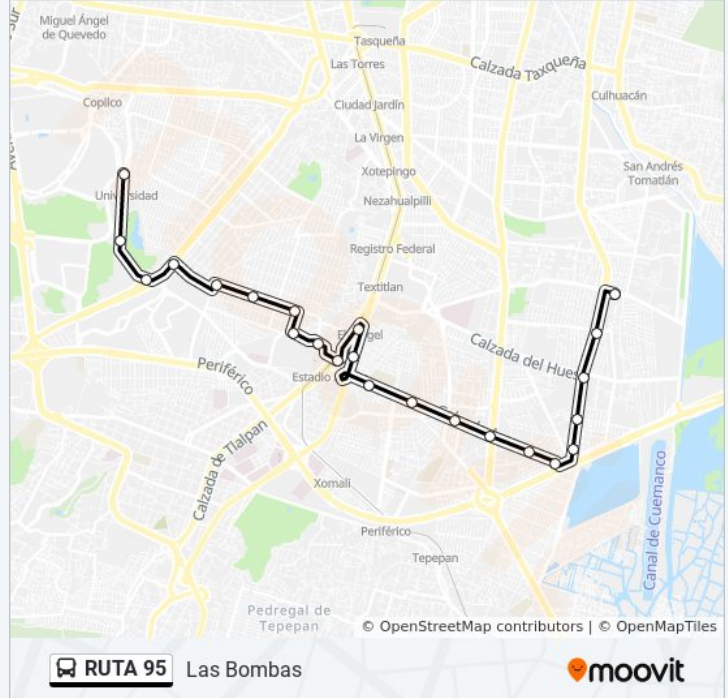 Sur
Miguel Ángel
de Quevedo
Tasqueña
Las Torres
Calzada Taxqueña
Copilco
Ciudad Jardín
Culhuacán
La Virgen
Xotepingo
San Andrés
Tomatlán
Universidad
Nezahualpilli
Registro Federal
Textitlan
Calzada del Hues
Periférico
Estadio
Calzada de Tlalpan
Xomali
Canal de Cuemanco
Periférico
Tepepan
Pedregal de
Tepepan
© OpenStreetMap contributors | © OpenMapTiles
RUTA 95 Las Bombas
moovit